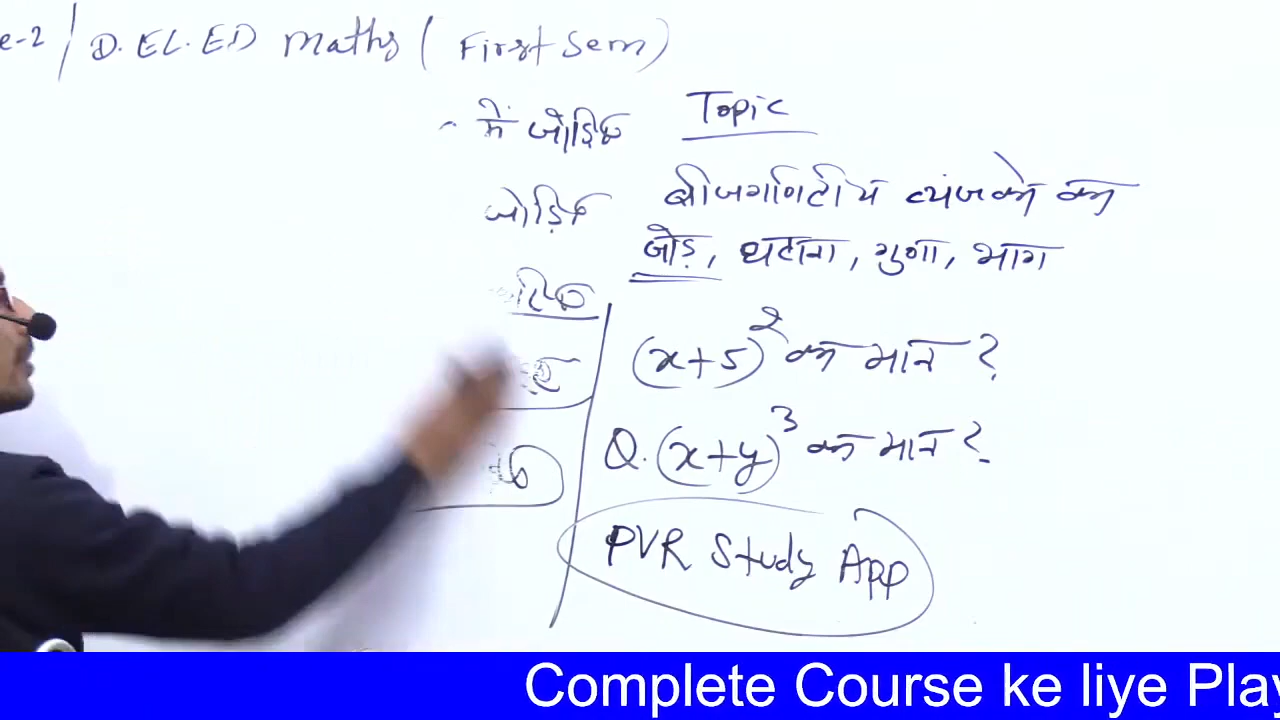 e-2 / D.EL.ED Maths ( First Sem )
में जोड़िए
जोड़िए
Topic
बीजगणितीय व्यंजको का
जोड़, घटाना, गुणा, भाग
(x+5)² का मान ?
Q. (x+y)³ का मान ?
PVR Study App
Complete Course ke liye Play